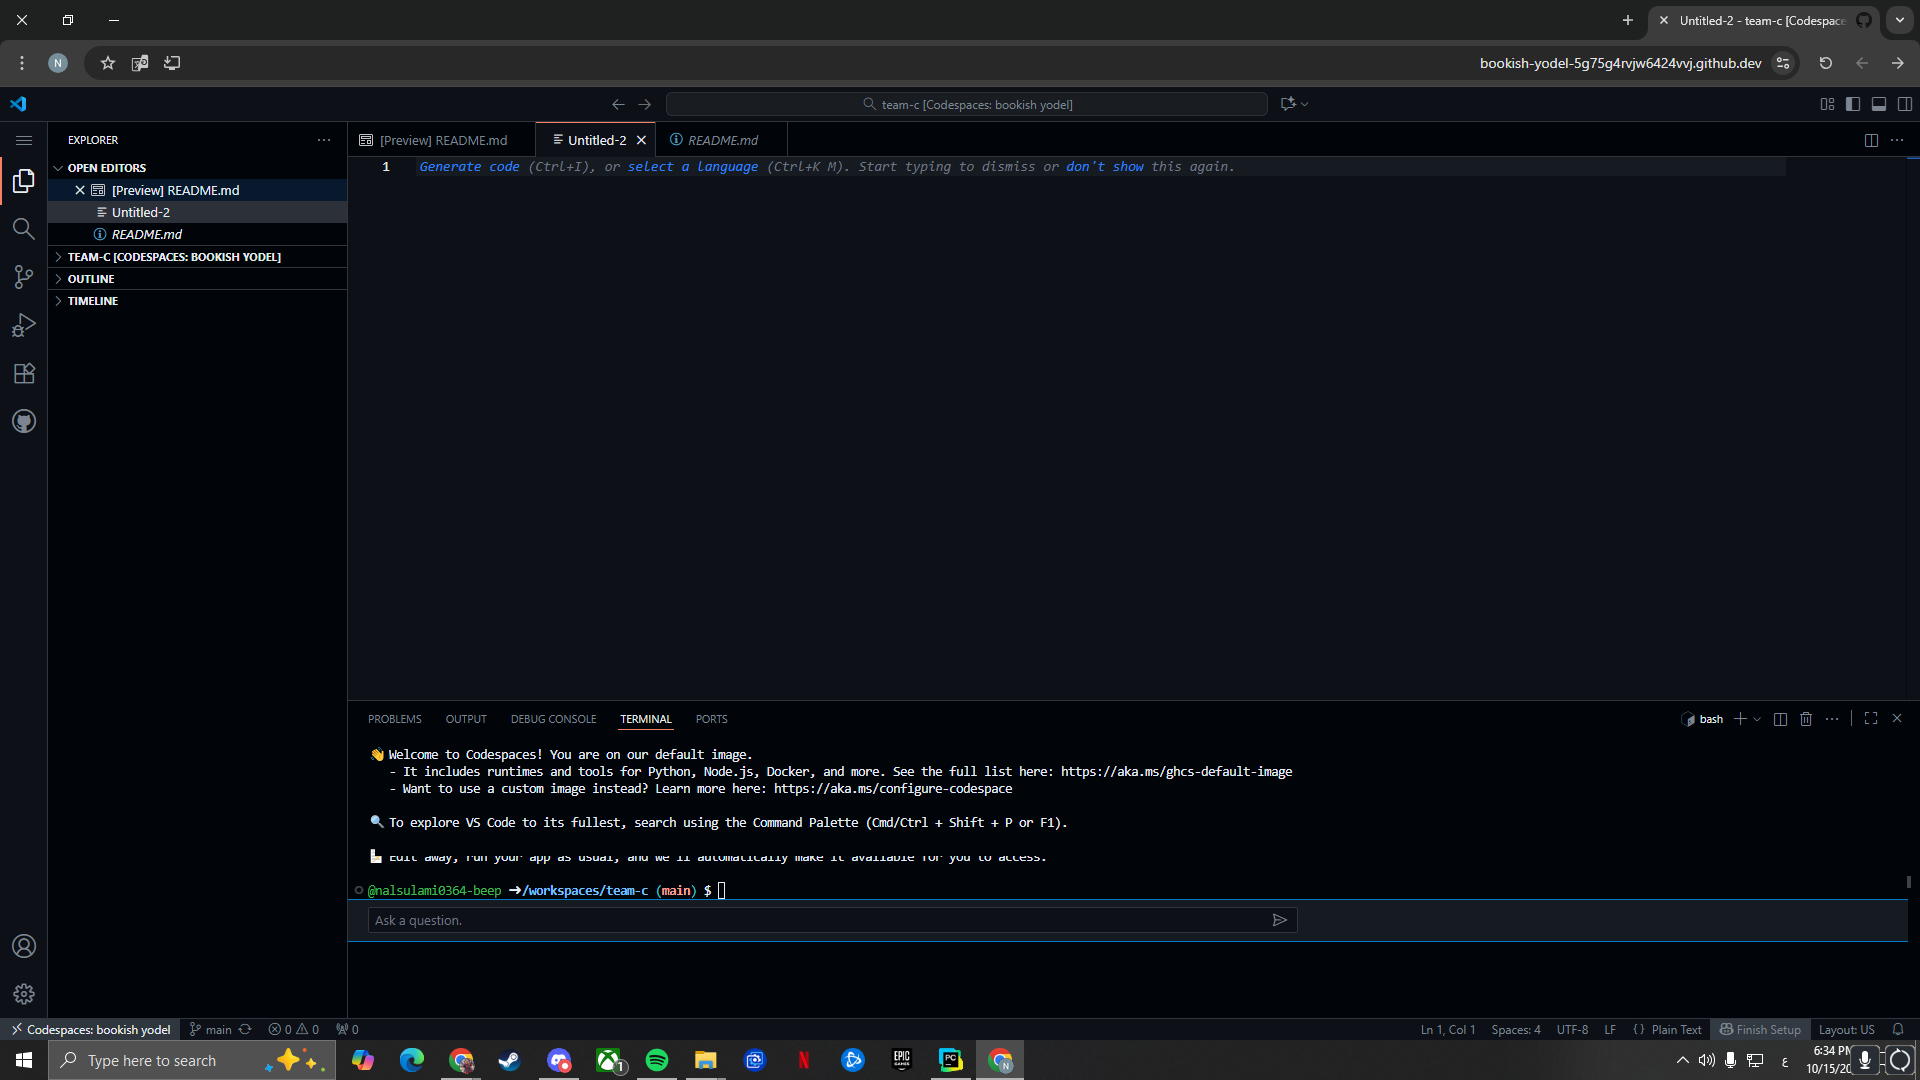 Untitled-2 - team-c [Codespace
N
bookish-yodel-5g75g4rvjw6424vvj.github.dev
team-c [Codespaces: bookish yodel]
EXPLORER
[Preview] README.md
Untitled-2
README.md
OPEN EDITORS
[Preview] README.md
Untitled-2
README.md
TEAM-C [CODESPACES: BOOKISH YODEL]
OUTLINE
TIMELINE
1 Generate code (Ctrl+I), or select a language (Ctrl+K M). Start typing to dismiss or don't show this again.
PROBLEMS OUTPUT DEBUG CONSOLE TERMINAL PORTS
bash
👋 Welcome to Codespaces! You are on our default image.
- It includes runtimes and tools for Python, Node.js, Docker, and more. See the full list here: https://aka.ms/ghcs-default-image
- Want to use a custom image instead? Learn more here: https://aka.ms/configure-codespace
🔍 To explore VS Code to its fullest, search using the Command Palette (Cmd/Ctrl + Shift + P or F1).
Edit away, run your app as usual, and we'll automatically make it available for you to access.
@nalsulami0364-beep ➜/workspaces/team-c (main) $
Ask a question.
Codespaces: bookish yodel main 0 0 0
Ln 1, Col 1 Spaces: 4 UTF-8 LF {} Plain Text Finish Setup Layout: US
Type here to search
1
EPIC GAMES
PC
N
ع
6:34 PM
10/15/20